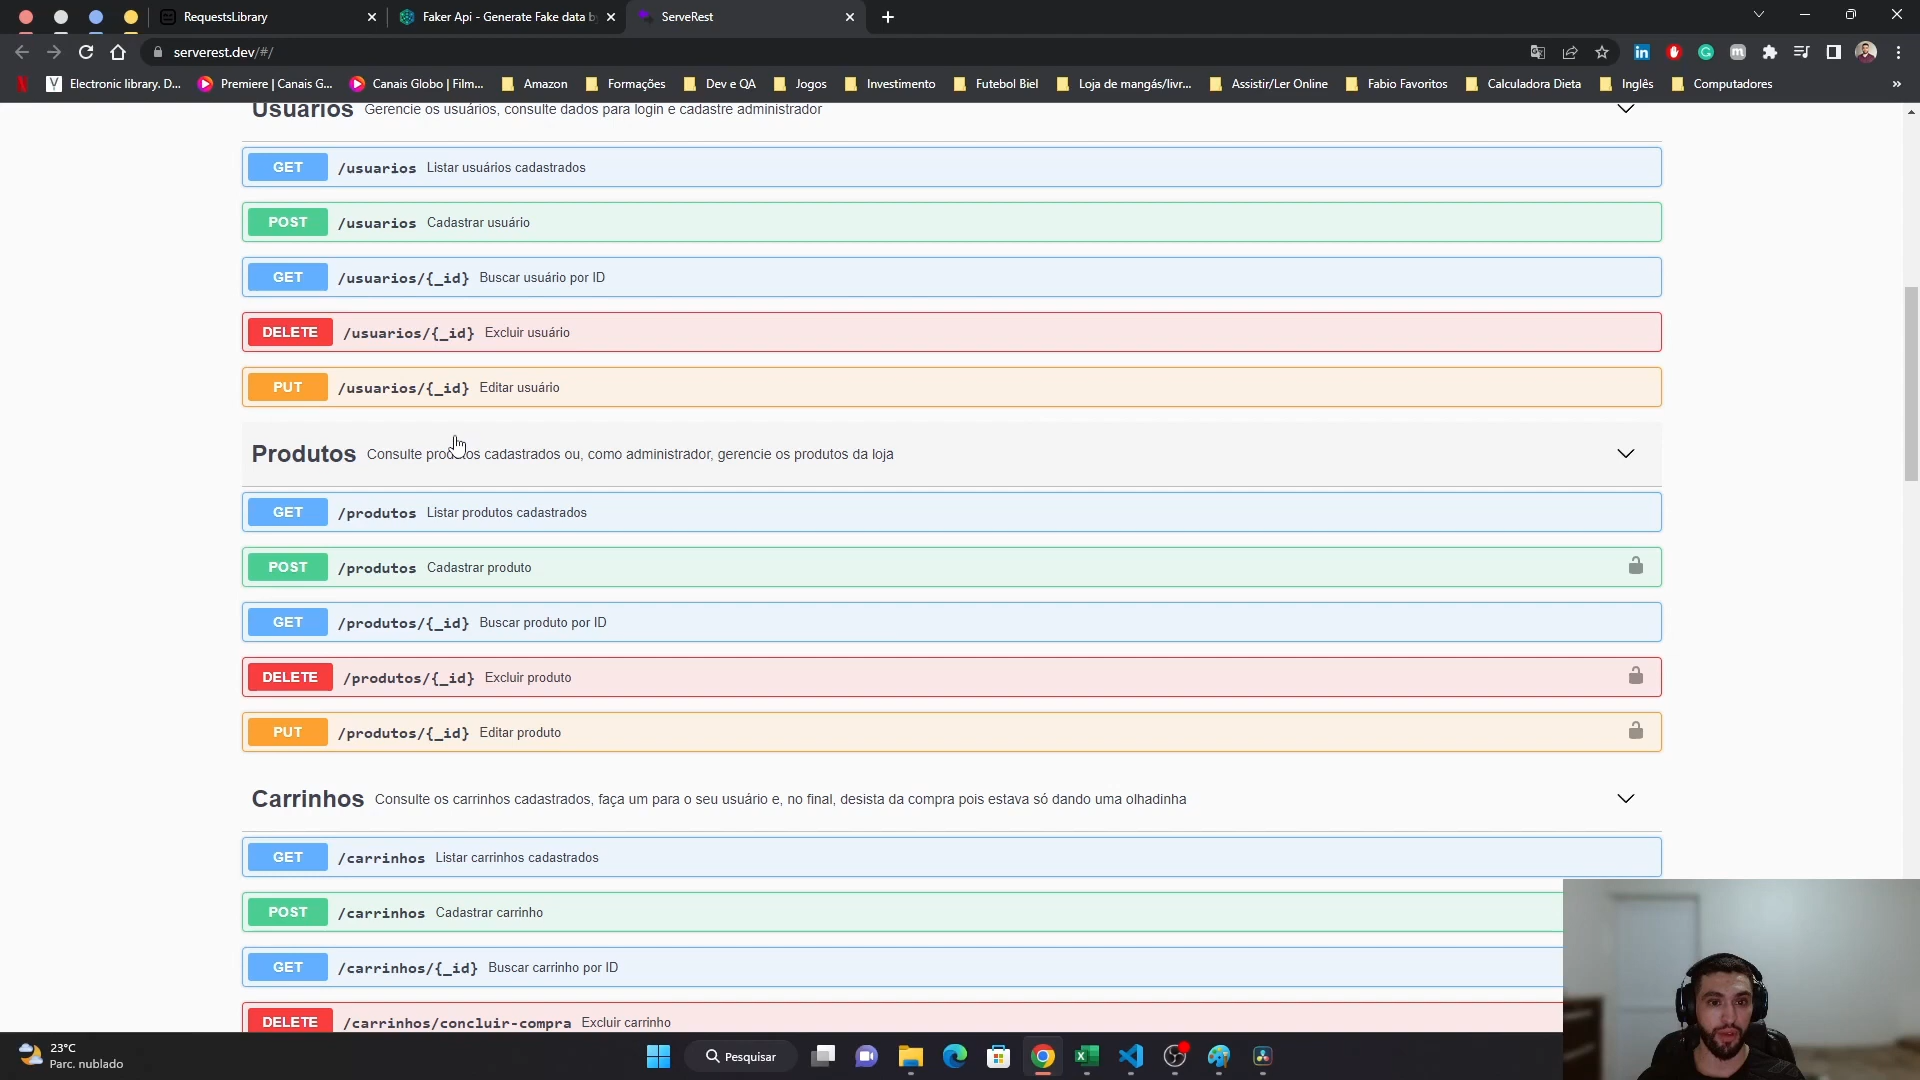 RequestsLibrary
Faker Api - Generate Fake data b
ServeRest
serverest.dev/#/
Electronic library. D...
Premiere | Canais G...
Canais Globo | Film...
Amazon
Formações
Dev e QA
Jogos
Investimento
Futebol Biel
Loja de mangás/livr...
Assistir/Ler Online
Fabio Favoritos
Calculadora Dieta
Inglês
Computadores
»
Usuários Gerencie os usuários, consulte dados para login e cadastre administrador
GET /usuarios Listar usuários cadastrados
POST /usuarios Cadastrar usuário
GET /usuarios/{_id} Buscar usuário por ID
DELETE /usuarios/{_id} Excluir usuário
PUT /usuarios/{_id} Editar usuário
Produtos Consulte produtos cadastrados ou, como administrador, gerencie os produtos da loja
GET /produtos Listar produtos cadastrados
POST /produtos Cadastrar produto
GET /produtos/{_id} Buscar produto por ID
DELETE /produtos/{_id} Excluir produto
PUT /produtos/{_id} Editar produto
Carrinhos Consulte os carrinhos cadastrados, faça um para o seu usuário e, no final, desista da compra pois estava só dando uma olhadinha
GET /carrinhos Listar carrinhos cadastrados
POST /carrinhos Cadastrar carrinho
GET /carrinhos/{_id} Buscar carrinho por ID
DELETE /carrinhos/concluir-compra Excluir carrinho
23°C
Parc. nublado
Pesquisar